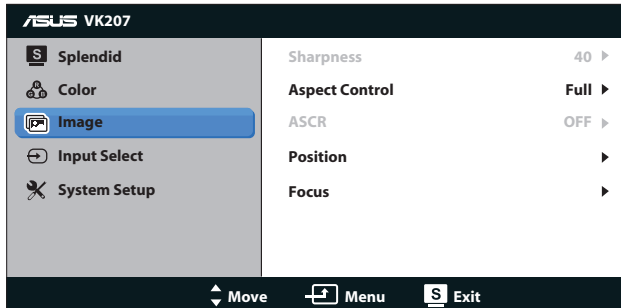 ASUS VK207
S Splendid
Color
Image
Input Select
System Setup
Sharpness 40
Aspect Control Full
ASCR OFF
Position
Focus
Move Menu S Exit